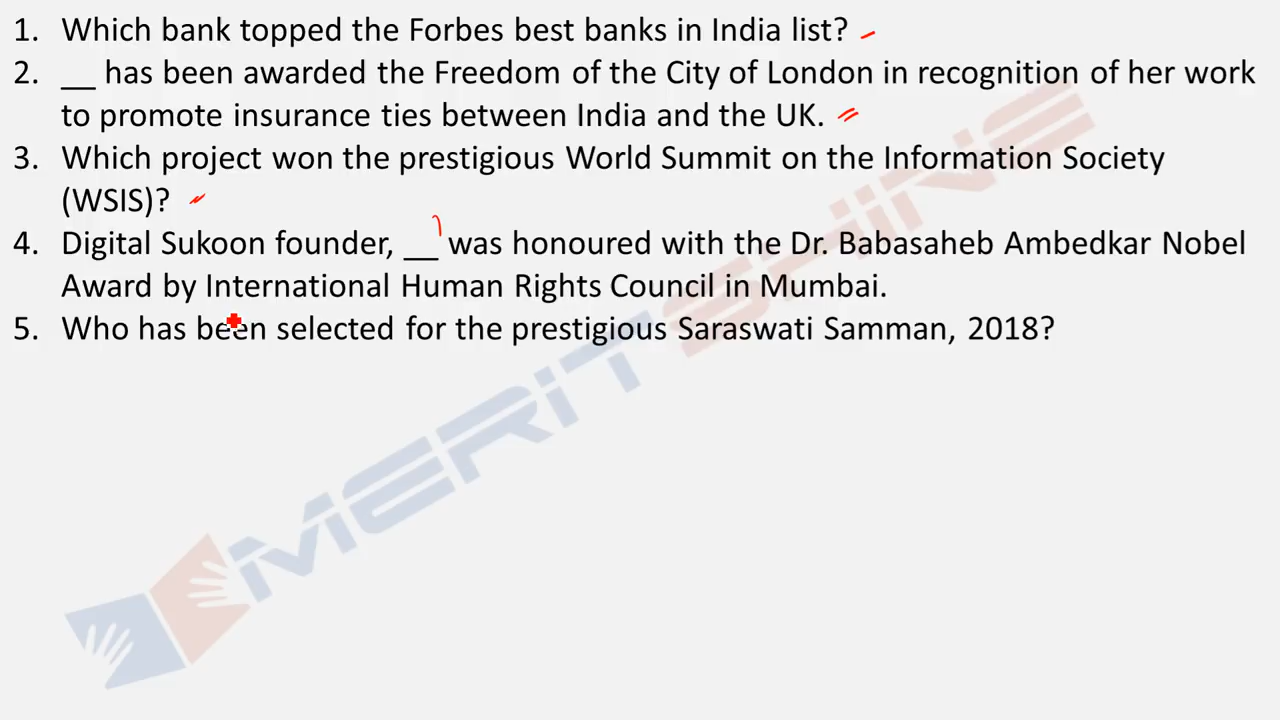 1. Which bank topped the Forbes best banks in India list?
2. __ has been awarded the Freedom of the City of London in recognition of her work
to promote insurance ties between India and the UK.
3. Which project won the prestigious World Summit on the Information Society
(WSIS)?
4. Digital Sukoon founder, __ was honoured with the Dr. Babasaheb Ambedkar Nobel
Award by International Human Rights Council in Mumbai.
5. Who has been selected for the prestigious Saraswati Samman, 2018?
MERiT SHiNE